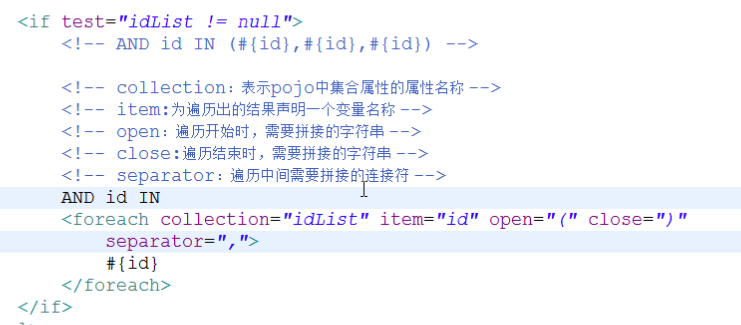 <if test="idList != null">
<!-- AND id IN (#{id},#{id},#{id}) -->
<!-- collection：表示pojo中集合属性的属性名称 -->
<!-- item:为遍历出的结果声明一个变量名称 -->
<!-- open：遍历开始时，需要拼接的字符串 -->
<!-- close:遍历结束时，需要拼接的字符串 -->
<!-- separator：遍历中间需要拼接的连接符 -->
AND id IN
<foreach collection="idList" item="id" open="(" close=")"
separator=",">
#{id}
</foreach>
</if>